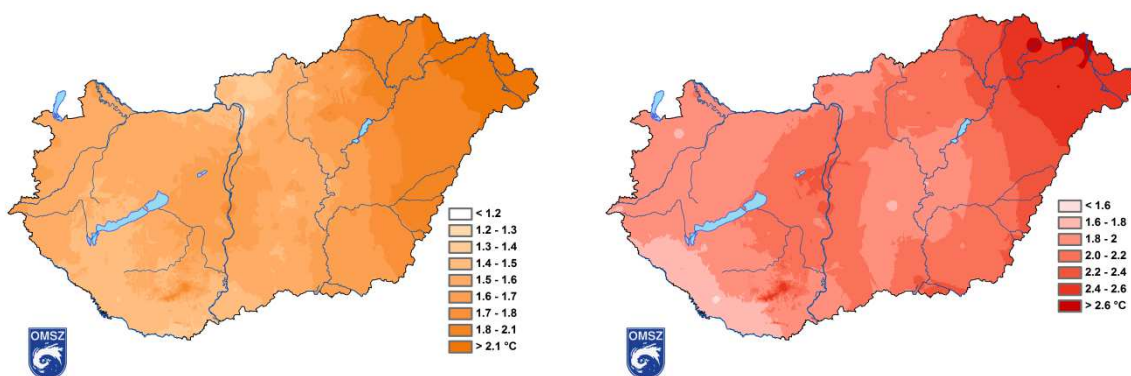 < 1.2
1.2 - 1.3
1.3 - 1.4
1.4 - 1.5
1.5 - 1.6
1.6 - 1.7
1.7 - 1.8
1.8 - 2.1
> 2.1 °C
OMSZ
< 1.6
1.6 - 1.8
1.8 - 2
2.0 - 2.2
2.2 - 2.4
2.4 - 2.6
> 2.6 °C
OMSZ